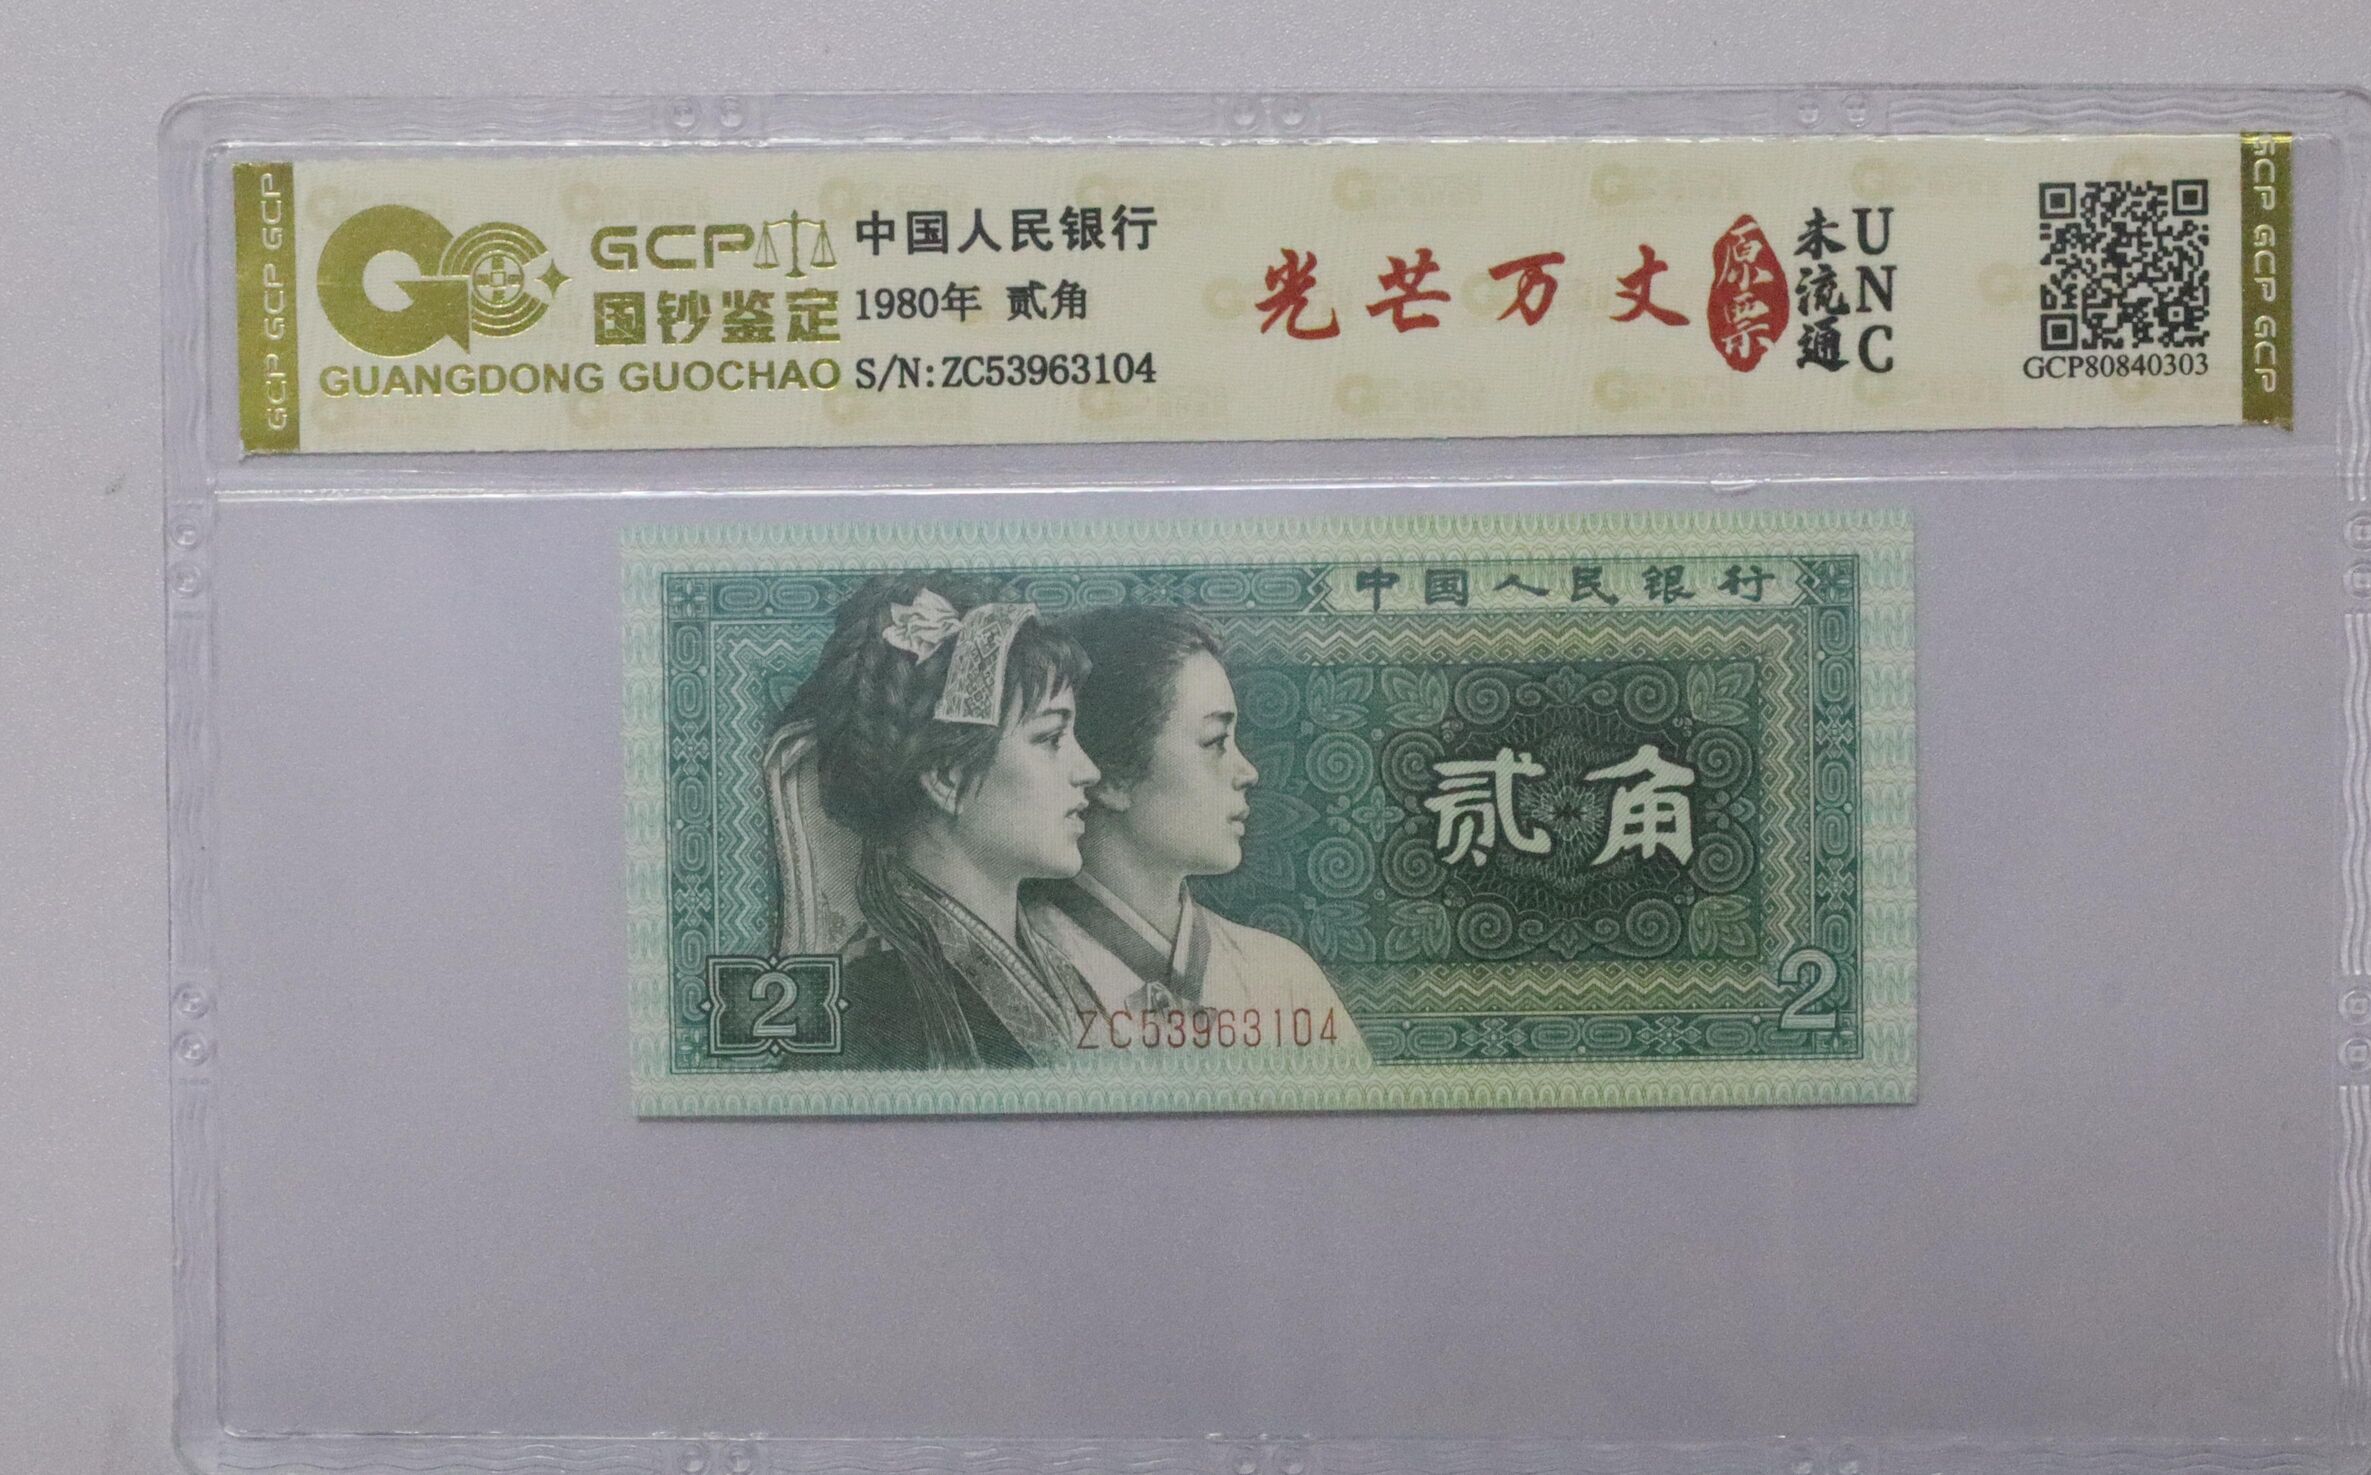 GCP GCP GCP
GCP
国钞鉴定
GUANGDONG GUOCHAO
中国人民银行
1980年 贰角
S/N:ZC53963104
光芒万丈
原票
未流通
UNC
GCP80840303
GCP GCP GCP
中国人民银行
贰角
2
ZC53963104
2